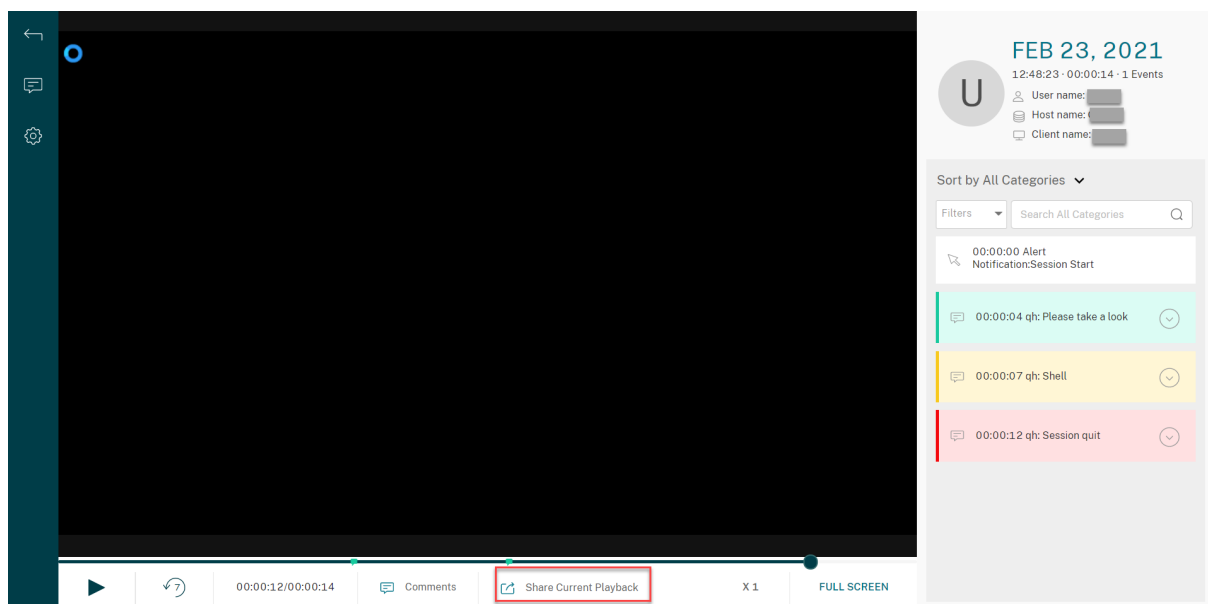 FEB 23, 2021
12:48:23 · 00:00:14 · 1 Events
U
User name:
Host name:
Client name:
Sort by All Categories
Filters
Search All Categories
00:00:00 Alert
Notification:Session Start
00:00:04 qh: Please take a look
00:00:07 qh: Shell
00:00:12 qh: Session quit
7
00:00:12/00:00:14
Comments
Share Current Playback
X 1
FULL SCREEN